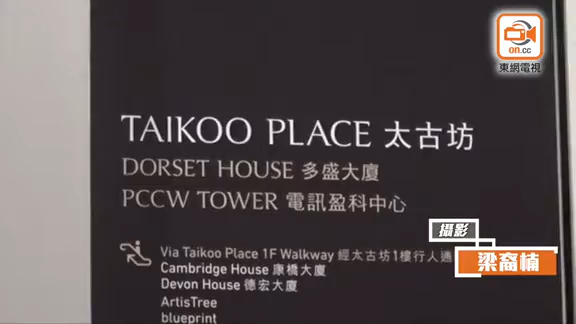 on.cc
東網電視
TAIKOO PLACE 太古坊
DORSET HOUSE 多盛大廈
PCCW TOWER 電訊盈科中心
攝影
梁裔楠
Via Taikoo Place 1F Walkway 經太古坊1樓行人通
Cambridge House 康橋大廈
Devon House 德宏大廈
ArtisTree
blueprint